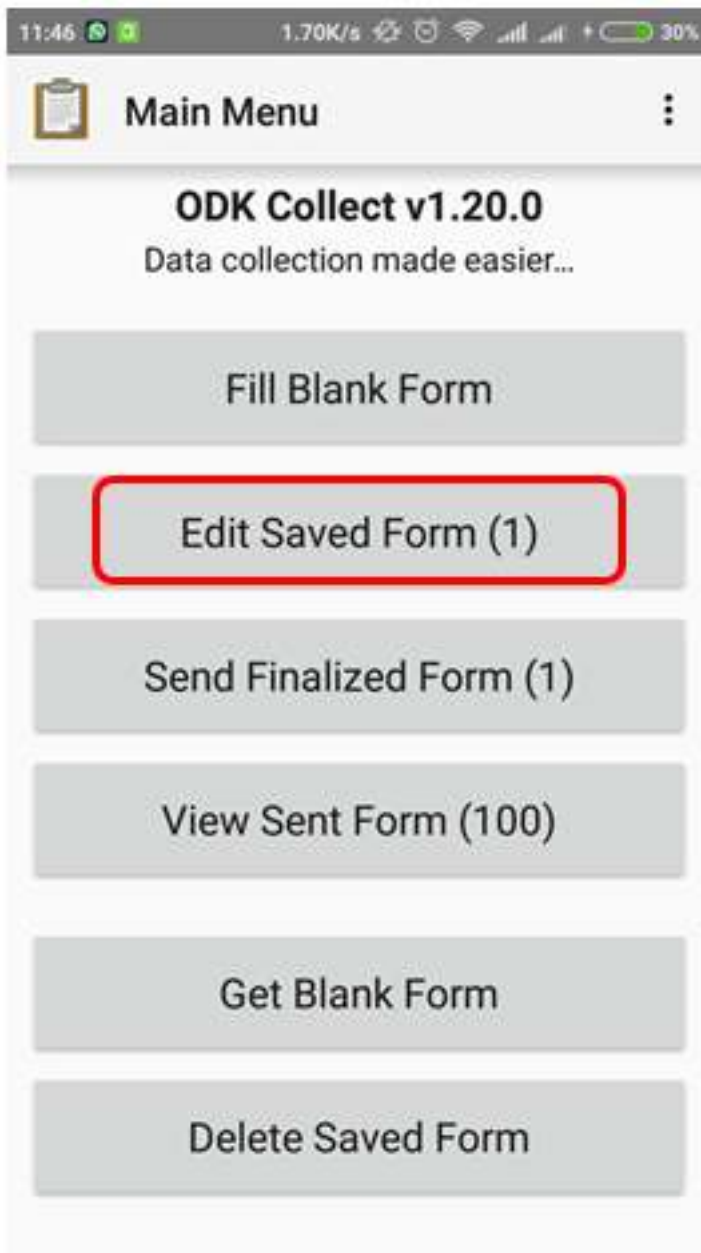 11:46 1.70K/s 30%
Main Menu
ODK Collect v1.20.0
Data collection made easier...
Fill Blank Form
Edit Saved Form (1)
Send Finalized Form (1)
View Sent Form (100)
Get Blank Form
Delete Saved Form